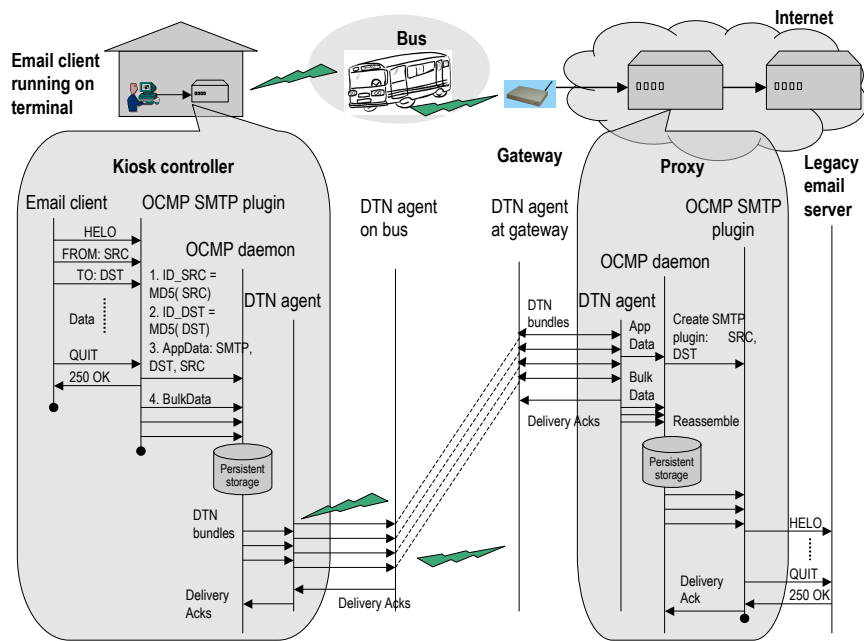 Internet
Bus
Email client
running on
terminal
Kiosk controller
Gateway
Proxy
Legacy
email
server
Email client
OCMP SMTP plugin
DTN agent
on bus
DTN agent
at gateway
OCMP SMTP
plugin
OCMP daemon
OCMP daemon
DTN agent
DTN agent
HELO
FROM: SRC
TO: DST
Data
QUIT
250 OK
1. ID_SRC =
MD5( SRC)
2. ID_DST =
MD5( DST)
3. AppData: SMTP,
DST, SRC
4. BulkData
Persistent
storage
DTN
bundles
Delivery
Acks
Delivery Acks
DTN
bundles
App
Data
Bulk
Data
Create SMTP
plugin: SRC,
DST
Delivery Acks
Reassemble
Persistent
storage
HELO
QUIT
250 OK
Delivery
Ack